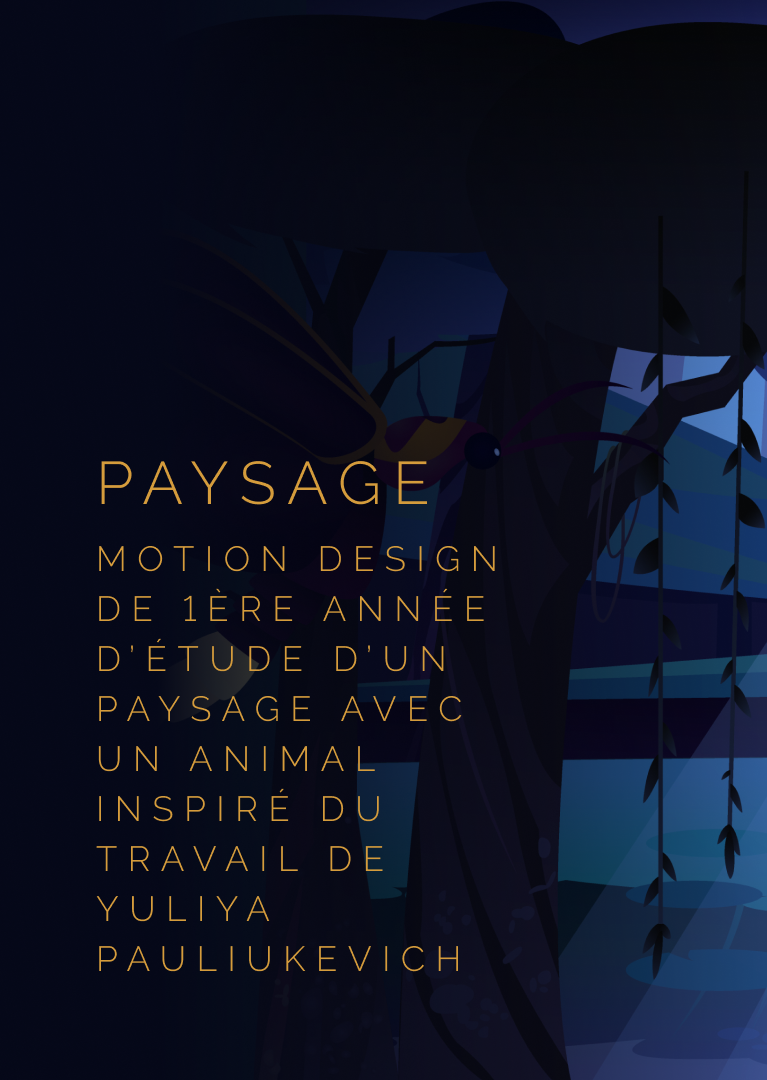 PAYSAGE
MOTION DESIGN
DE 1ÈRE ANNÉE
D'ÉTUDE D'UN
PAYSAGE AVEC
UN ANIMAL
INSPIRÉ DU
TRAVAIL DE
YULIYA
PAULIUKEVICH